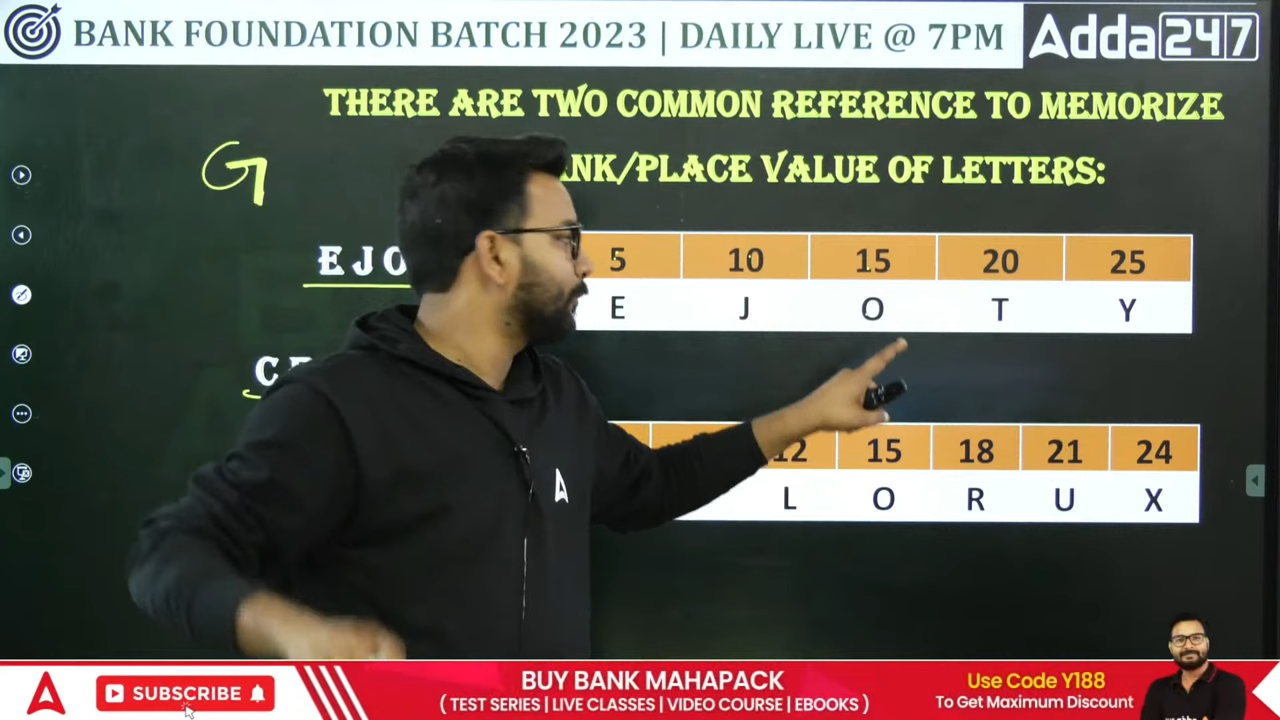 BANK FOUNDATION BATCH 2023 | DAILY LIVE @ 7PM
Adda247
THERE ARE TWO COMMON REFERENCE TO MEMORIZE
G
/PLACE VALUE OF LETTERS:
5 10 15 20 25
E J O T Y
12 15 18 21 24
L O R U X
SUBSCRIBE
BUY BANK MAHAPACK
( TEST SERIES | LIVE CLASSES | VIDEO COURSE | EBOOKS )
Use Code Y188
To Get Maximum Discount